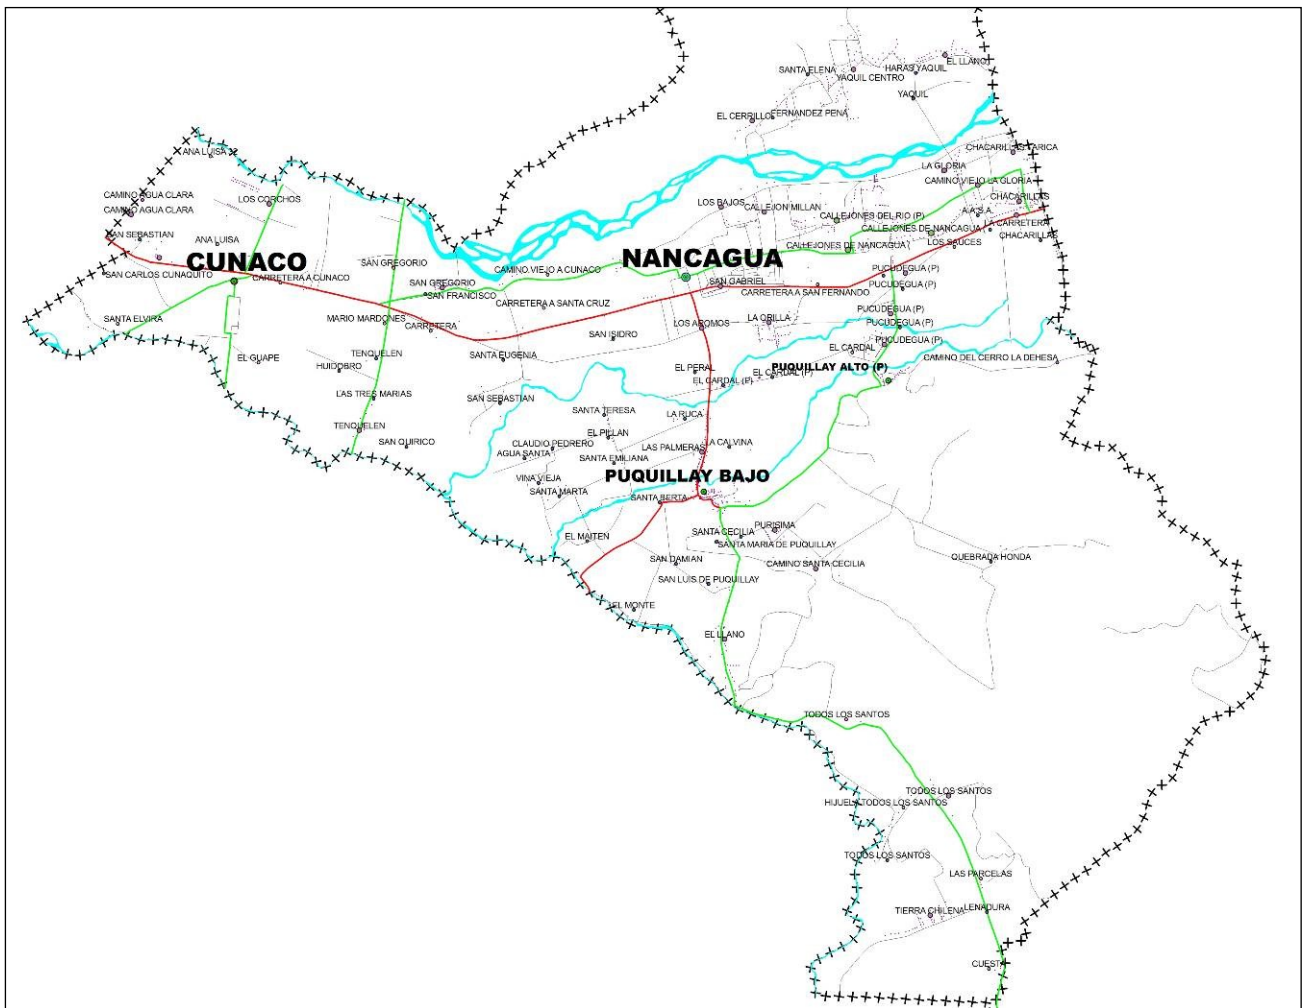 EL LLANO
SANTA ELENA
HARAS YAQUIL
YAQUIL CENTRO
YAQUIL
EL CERRILLO
FERNANDEZ PENA
ANA LUISA 12
CHACARILLAS TARICA
LA GLORIA
CAMINO VIEJO LA GLORIA
CAMINO AGUA CLARA
LOS CORCHOS
CHACARILLAS
CAMINO AGUA CLARA
LOS BAJOS
CALLEJON MILLAN
A.A.S.A.
CALLEJONES DEL RIO (P)
LA CARRETERA
CALLEJONES DE NANCAGUA
SAN SEBASTIAN
ANA LUISA
CHACARILLAS
LOS SAUCES
CALLEJONES DE NANCAGUA
NANCAGUA
CUNACO
SAN GREGORIO
CAMINO VIEJO A CUNACO
PUCUDEGUA (P)
SAN CARLOS CUNAQUITO
CARRETERA A CUNACO
SAN GREGORIO
SAN GABRIEL
PUCUDEGUA (P)
CARRETERA A SAN FERNANDO
SAN FRANCISCO
CARRETERA A SANTA CRUZ
PUCUDEGUA (P)
SANTA ELVIRA
MARIO MARDONES
CARRETERA
LOS AROMOS
LA ORILLA
PUCUDEGUA (P)
SAN ISIDRO
PUCUDEGUA (P)
EL CARDAL
TENQUELEN
SANTA EUGENIA
CAMINO DEL CERRO LA DEHESA
EL GUAPE
HUIDOBRO
EL PERAL
PUQUILLAY ALTO (P)
EL CARDAL (P)
EL CARDAL (P)
LAS TRES MARIAS
SAN SEBASTIAN
SANTA TERESA
LA RUCA
TENQUELEN
EL PILLAN
SAN QUIRICO
CLAUDIO PEDRERO
LAS PALMERAS
LA CALVINA
AGUA SANTA
SANTA EMILIANA
PUQUILLAY BAJO
VINA VIEJA
SANTA MARTA
SANTA BERTA
EL MAITEN
SANTA CECILIA
PURISIMA
SANTA MARIA DE PUQUILLAY
SAN DAMIAN
CAMINO SANTA CECILIA
QUEBRADA HONDA
SAN LUIS DE PUQUILLAY
EL MONTE
EL LLANO
TODOS LOS SANTOS
TODOS LOS SANTOS
HIJUELA TODOS LOS SANTOS
TODOS LOS SANTOS
LAS PARCELAS
TIERRA CHILENA
LENADURA
CUESTA